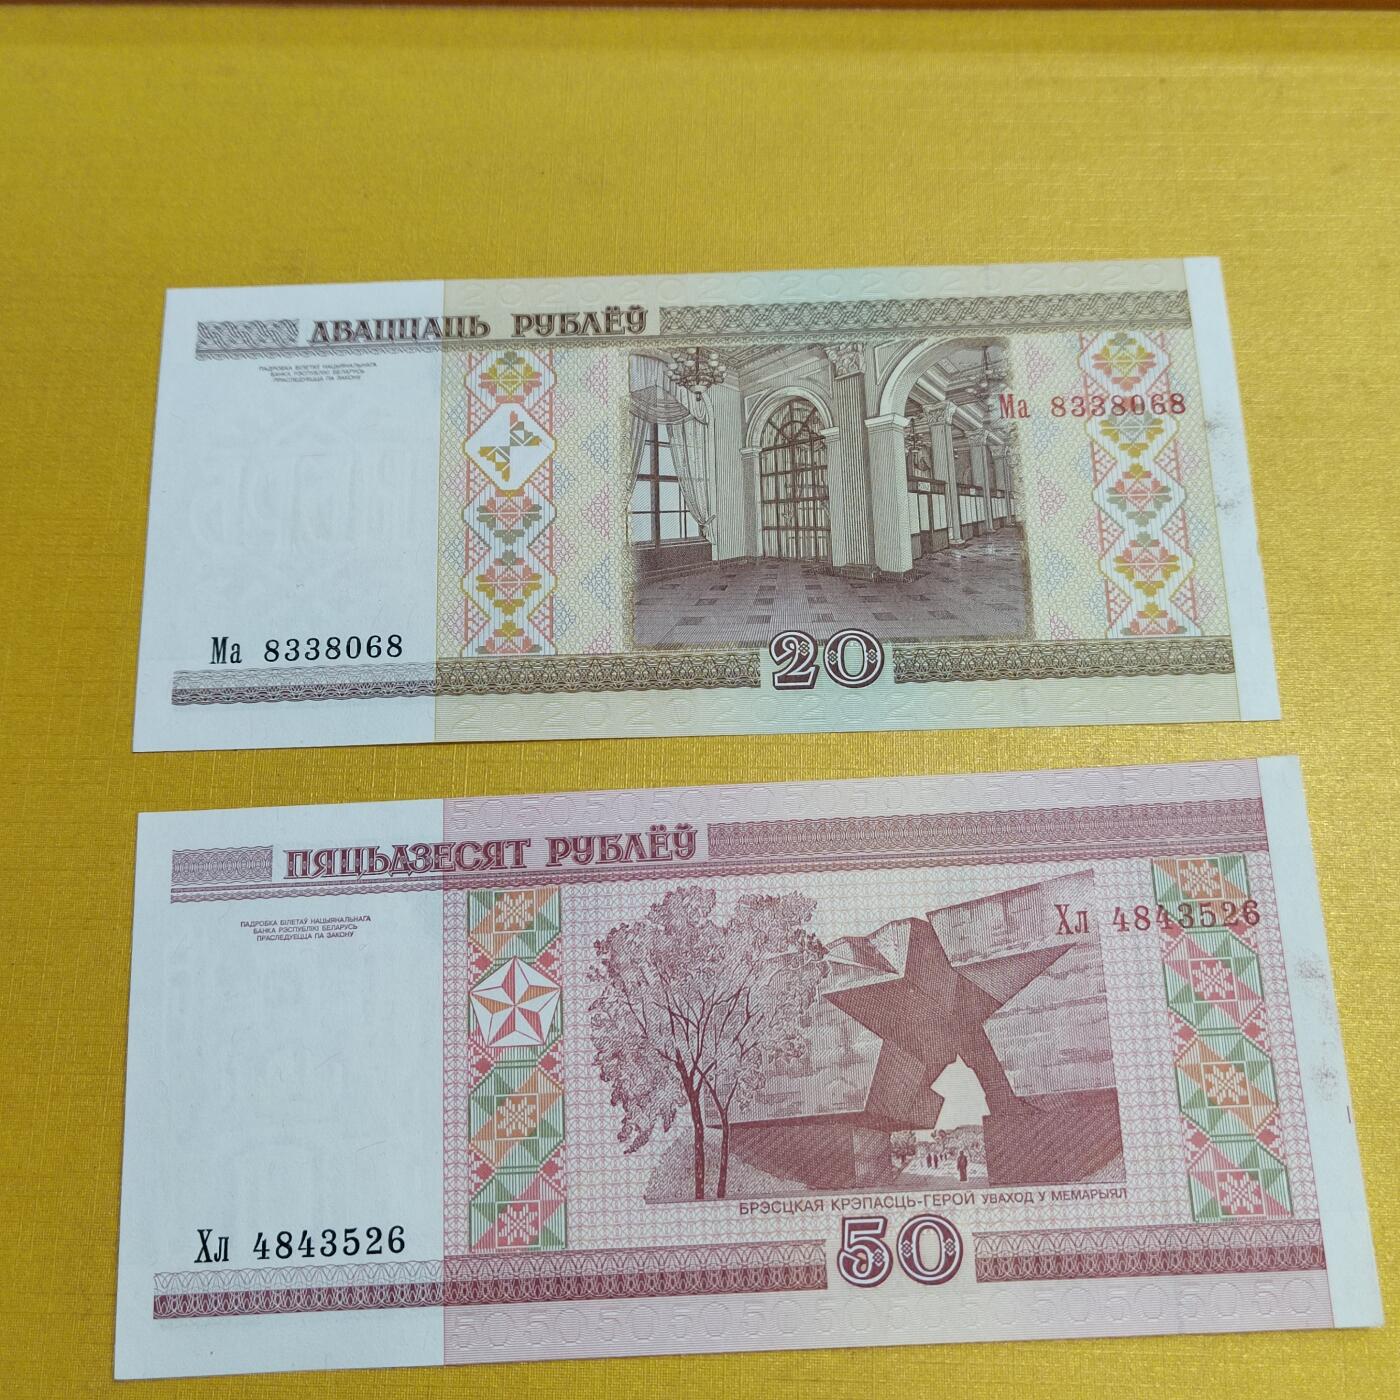 ДВАЦЦАЦЬ РУБЛЁЎ
ПАДРОБКА БІЛЕТАЎ НАЦЫЯНАЛЬНАГА
БАНКА РЭСПУБЛІКІ БЕЛАРУСЬ
ПРАСЛЕДУЕЦЦА ПА ЗАКОНУ
Ма 8338068
Ма 8338068
20
ПЯЦЬДЗЕСЯТ РУБЛЁЎ
ПАДРОБКА БІЛЕТАЎ НАЦЫЯНАЛЬНАГА
БАНКА РЭСПУБЛІКІ БЕЛАРУСЬ
ПРАСЛЕДУЕЦЦА ПА ЗАКОНУ
Хл 4843526
БРЭСЦКАЯ КРЭПАСЦЬ-ГЕРОЙ УВАХОД У МЕМАРЫЯЛ
Хл 4843526
50